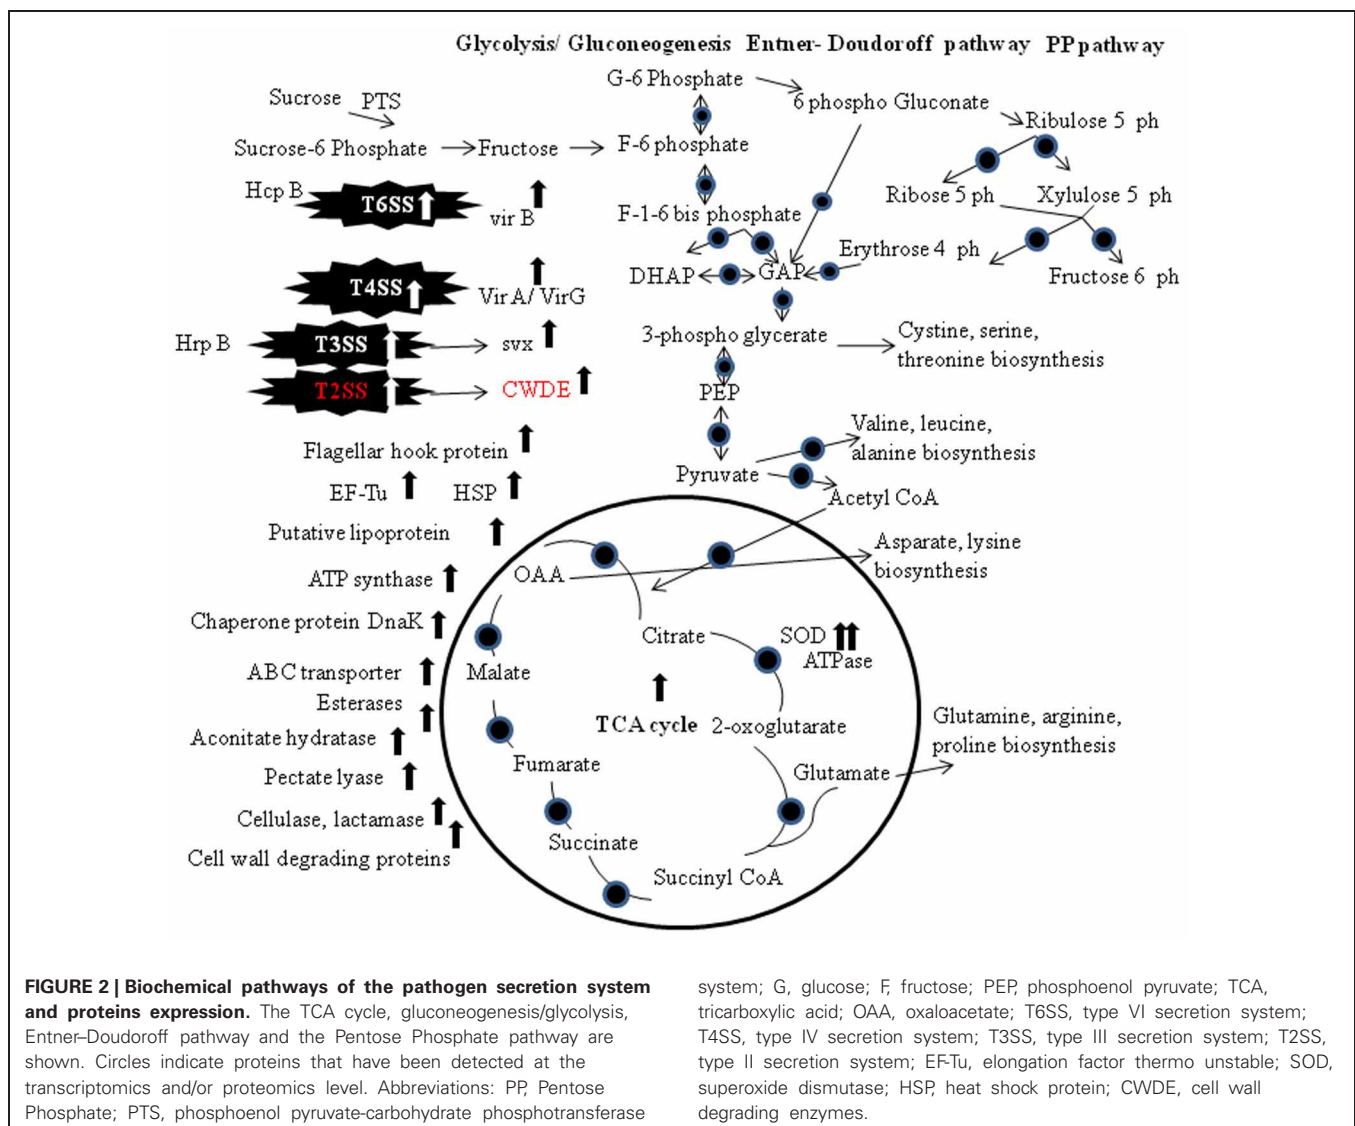 Glycolysis/ Gluconeogenesis Entner- Doudoroff pathway PP pathway
G-6 Phosphate
Sucrose PTS
6 phospho Gluconate
Ribulose 5 ph
Sucrose-6 Phosphate
Fructose
F-6 phosphate
Hcp B
T6SS
vir B
Ribose 5 ph
Xylulose 5 ph
F-1-6 bis phosphate
Erythrose 4 ph
DHAP
GAP
Fructose 6 ph
T4SS
Vir A/ VirG
Hrp B
T3SS
svx
3-phospho glycerate
Cystine, serine,
threonine biosynthesis
T2SS
CWDE
PEP
Flagellar hook protein
Valine, leucine,
alanine biosynthesis
Pyruvate
EF-Tu
HSP
Acetyl CoA
Putative lipoprotein
Asparate, lysine
biosynthesis
OAA
ATP synthase
Chaperone protein DnaK
Citrate
SOD
ATPase
ABC transporter
Malate
Esterases
TCA cycle
2-oxoglutarate
Glutamine, arginine,
proline biosynthesis
Aconitate hydratase
Fumarate
Glutamate
Pectate lyase
Cellulase, lactamase
Succinate
Cell wall degrading proteins
Succinyl CoA
FIGURE 2 | Biochemical pathways of the pathogen secretion system
and proteins expression. The TCA cycle, gluconeogenesis/glycolysis,
Entner–Doudoroff pathway and the Pentose Phosphate pathway are
shown. Circles indicate proteins that have been detected at the
transcriptomics and/or proteomics level. Abbreviations: PP, Pentose
Phosphate; PTS, phosphoenol pyruvate-carbohydrate phosphotransferase
system; G, glucose; F, fructose; PEP, phosphoenol pyruvate; TCA,
tricarboxylic acid; OAA, oxaloacetate; T6SS, type VI secretion system;
T4SS, type IV secretion system; T3SS, type III secretion system; T2SS,
type II secretion system; EF-Tu, elongation factor thermo unstable; SOD,
superoxide dismutase; HSP, heat shock protein; CWDE, cell wall
degrading enzymes.